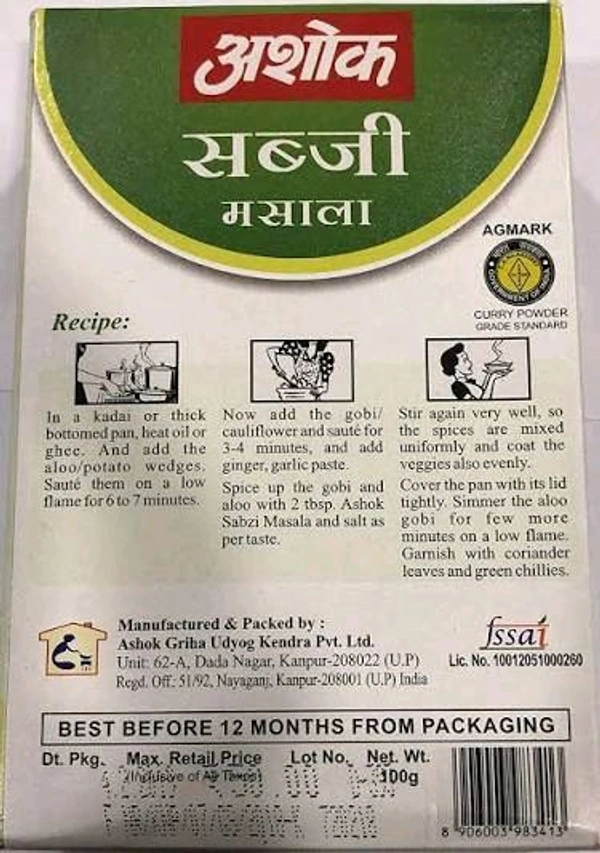 अशोक
सब्जी
मसाला
AGMARK
GOVERNMENT OF INDIA
CURRY POWDER
GRADE STANDARD
Recipe:
In a kadai or thick
bottomed pan, heat oil or
ghee. And add the
aloo/potato wedges.
Sauté them on a low
flame for 6 to 7 minutes.
Now add the gobi/
cauliflower and sauté for
3-4 minutes, and add
ginger, garlic paste.
Spice up the gobi and
aloo with 2 tbsp. Ashok
Sabzi Masala and salt as
per taste.
Stir again very well, so
the spices are mixed
uniformly and coat the
veggies also evenly.
Cover the pan with its lid
tightly. Simmer the aloo
gobi for few more
minutes on a low flame.
Garnish with coriander
leaves and green chillies.
Manufactured & Packed by :
Ashok Griha Udyog Kendra Pvt. Ltd.
Unit: 62-A, Dada Nagar, Kanpur-208022 (U.P)
Regd. Off.: 51/92, Nayaganj, Kanpur-208001 (U.P) India
fssai
Lic. No. 10012051000260
BEST BEFORE 12 MONTHS FROM PACKAGING
Dt. Pkg. Max. Retail Price Lot No. Net. Wt.
(Inclusive of All Taxes) 100g
8 906003 983413